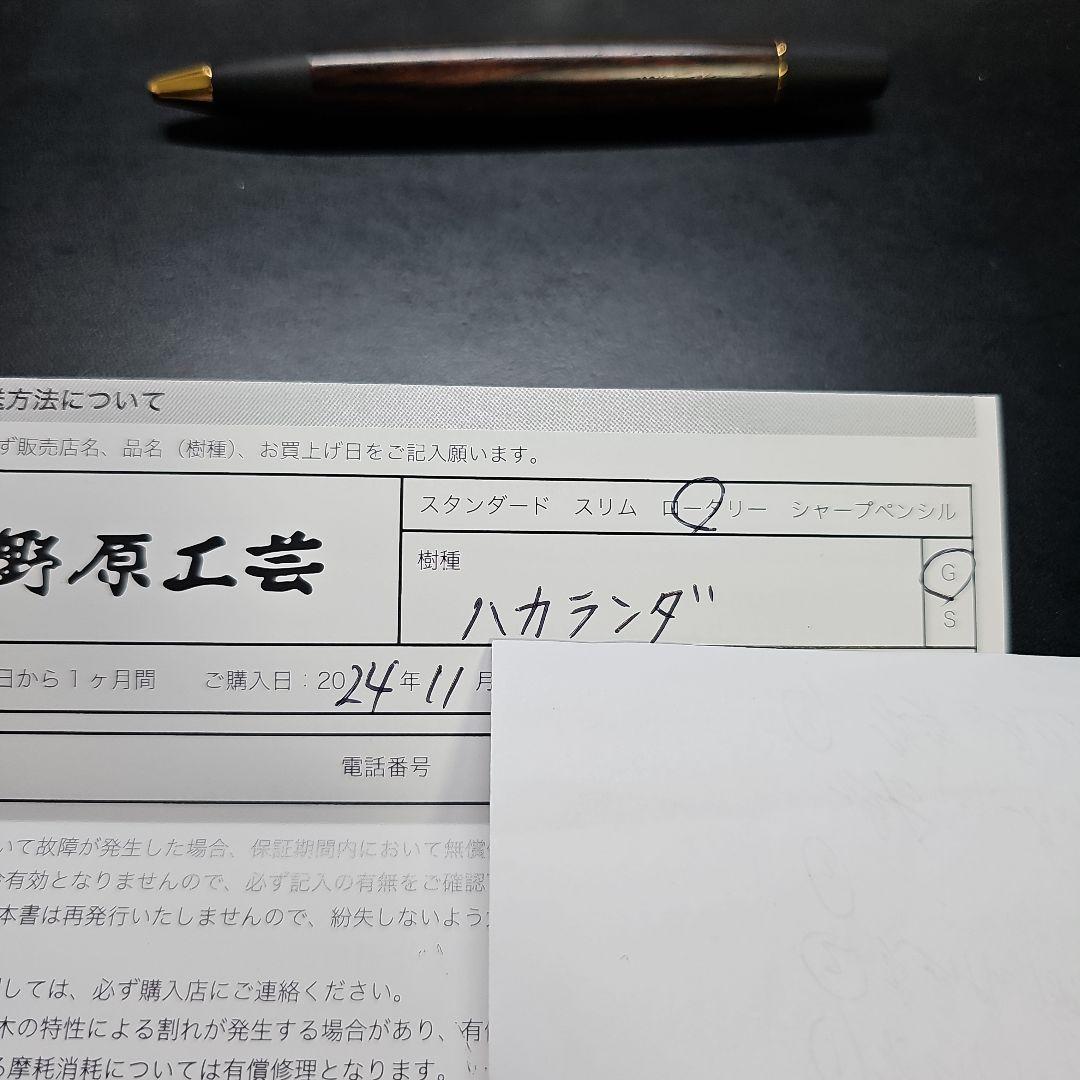 方法について
ず販売店名、品名（樹種）、お買上げ日をご記入願います。
スタンダード スリム ロータリー シャープペンシル
野原工芸
樹種
ハカランダ
G
S
日から1ヶ月間 ご購入日：2024年11月
電話番号
いて故障が発生した場合、保証期間内において無償
有効となりませんので、必ず記入の有無をご確認
本書は再発行いたしませんので、紛失しないよう
しては、必ず購入店にご連絡ください。
木の特性による割れが発生する場合があり、有
る摩耗消耗については有償修理となります。